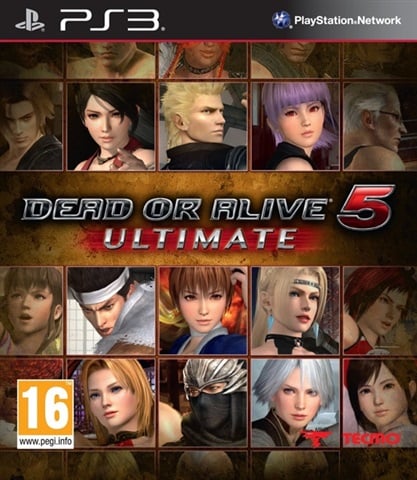 PS3
PlayStation®Network
DEAD OR ALIVE® 5
ULTIMATE
16
www.pegi.info
TECMO®